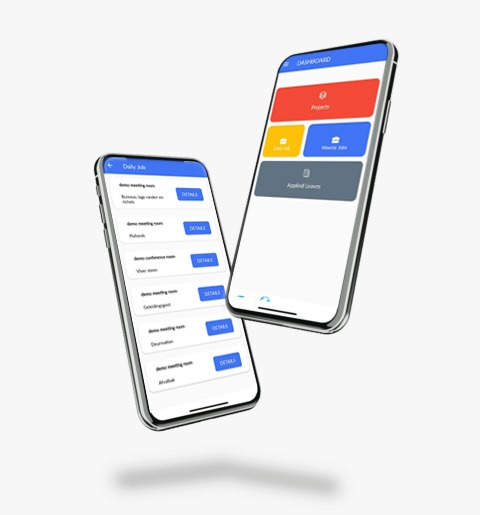 DASHBOARD
Projects
Daily Job
Weekly Jobs
Applied Leaves
Daily Job
demo meeting room
Bureaus, lage randen en
richels
DETAILS
demo meeting room
Plafonds
DETAILS
demo conference room
Vloer steen
DETAILS
demo meeting room
Geleidingsgoot
DETAILS
demo meeting room
Deurmatten
DETAILS
demo meeting room
Afvalbak
DETAILS